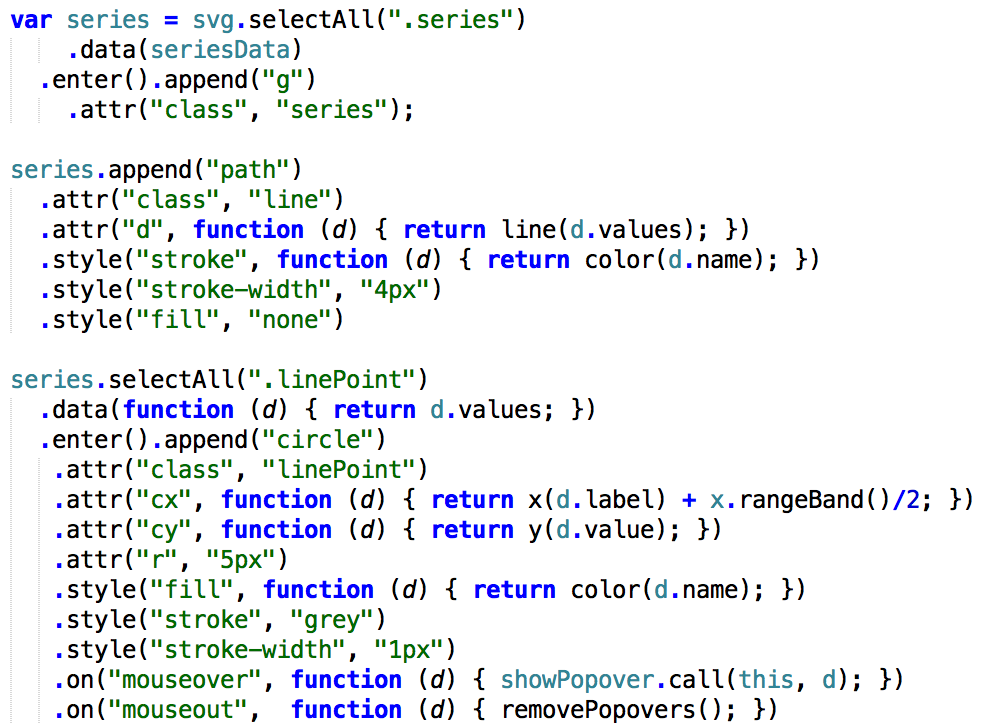 var series = svg.selectAll(".series")
    .data(seriesData)
  .enter().append("g")
    .attr("class", "series");

series.append("path")
  .attr("class", "line")
  .attr("d", function (d) { return line(d.values); })
  .style("stroke", function (d) { return color(d.name); })
  .style("stroke-width", "4px")
  .style("fill", "none")

series.selectAll(".linePoint")
  .data(function (d) { return d.values; })
  .enter().append("circle")
   .attr("class", "linePoint")
   .attr("cx", function (d) { return x(d.label) + x.rangeBand()/2; })
   .attr("cy", function (d) { return y(d.value); })
   .attr("r", "5px")
   .style("fill", function (d) { return color(d.name); })
   .style("stroke", "grey")
   .style("stroke-width", "1px")
   .on("mouseover", function (d) { showPopover.call(this, d); })
   .on("mouseout",  function (d) { removePopovers(); })